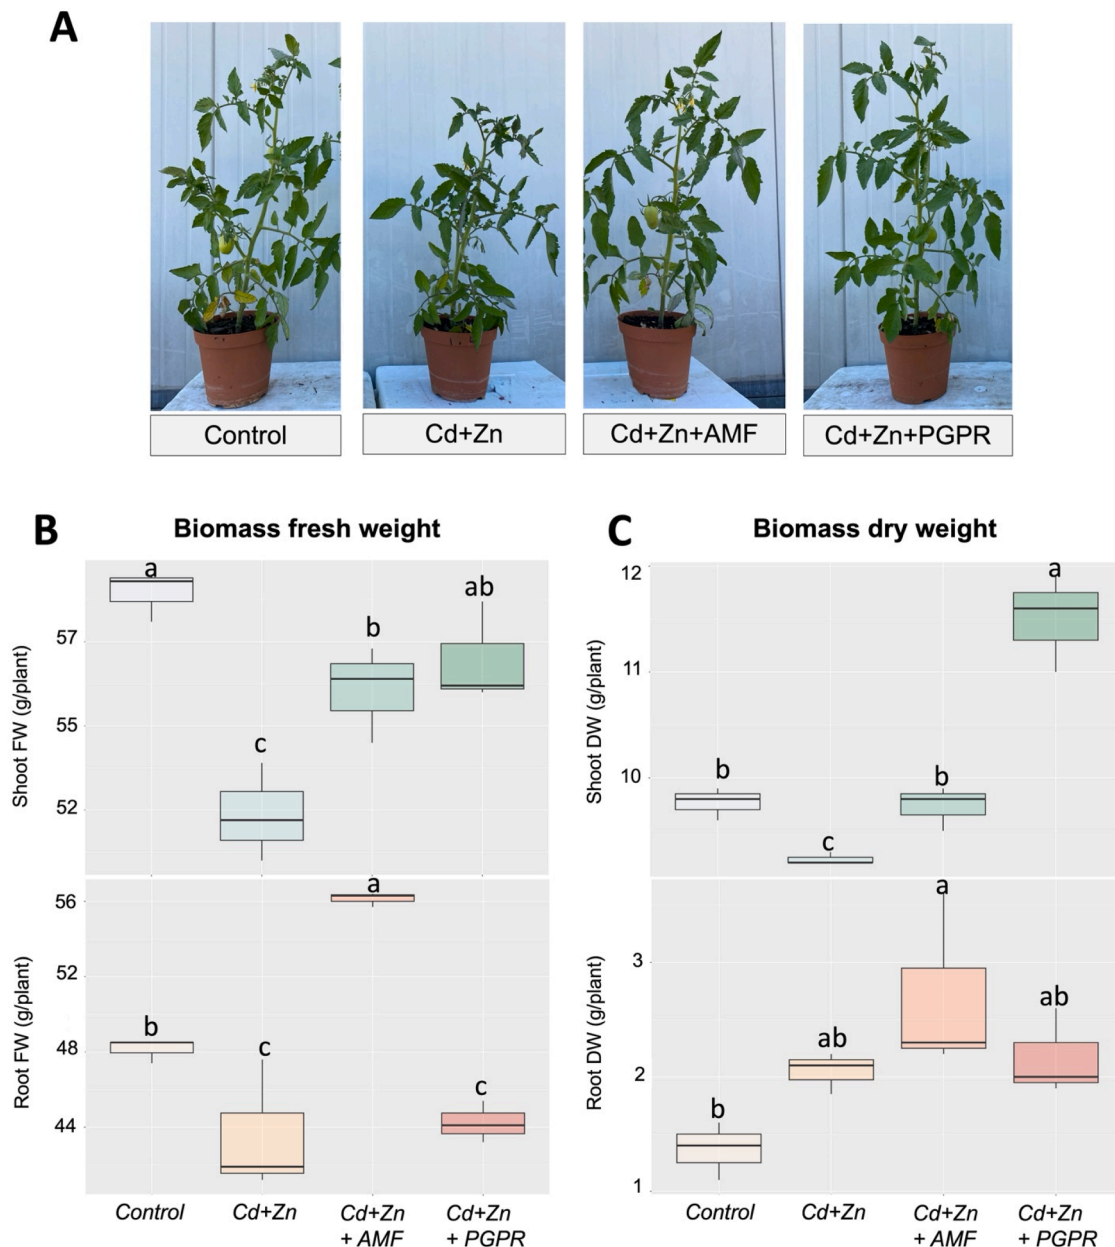 A
Control
Cd+Zn
Cd+Zn+AMF
Cd+Zn+PGPR
B
Biomass fresh weight
Shoot FW (g/plant)
57
55
52
a
c
b
ab
Root FW (g/plant)
56
52
48
44
b
c
a
c
Control
Cd+Zn
Cd+Zn
+ AMF
Cd+Zn
+ PGPR
C
Biomass dry weight
Shoot DW (g/plant)
12
11
10
b
c
b
a
Root DW (g/plant)
3
2
1
b
ab
a
ab
Control
Cd+Zn
Cd+Zn
+ AMF
Cd+Zn
+ PGPR